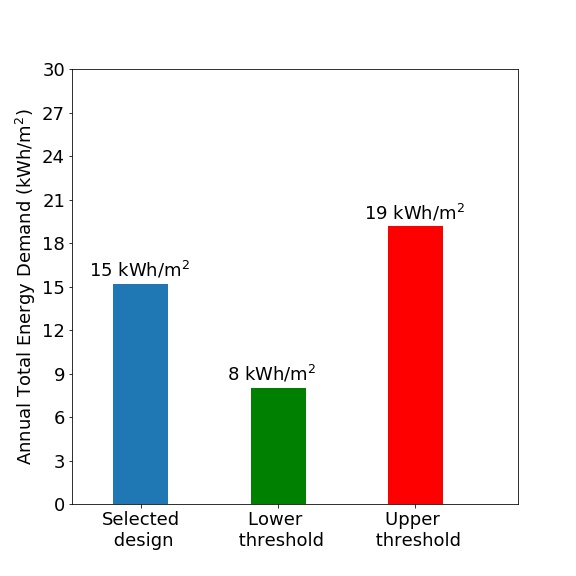 Annual Total Energy Demand (kWh/m²)
30
27
24
21
18
15
12
9
6
3
0
15 kWh/m²
8 kWh/m²
19 kWh/m²
Selected
design
Lower
threshold
Upper
threshold